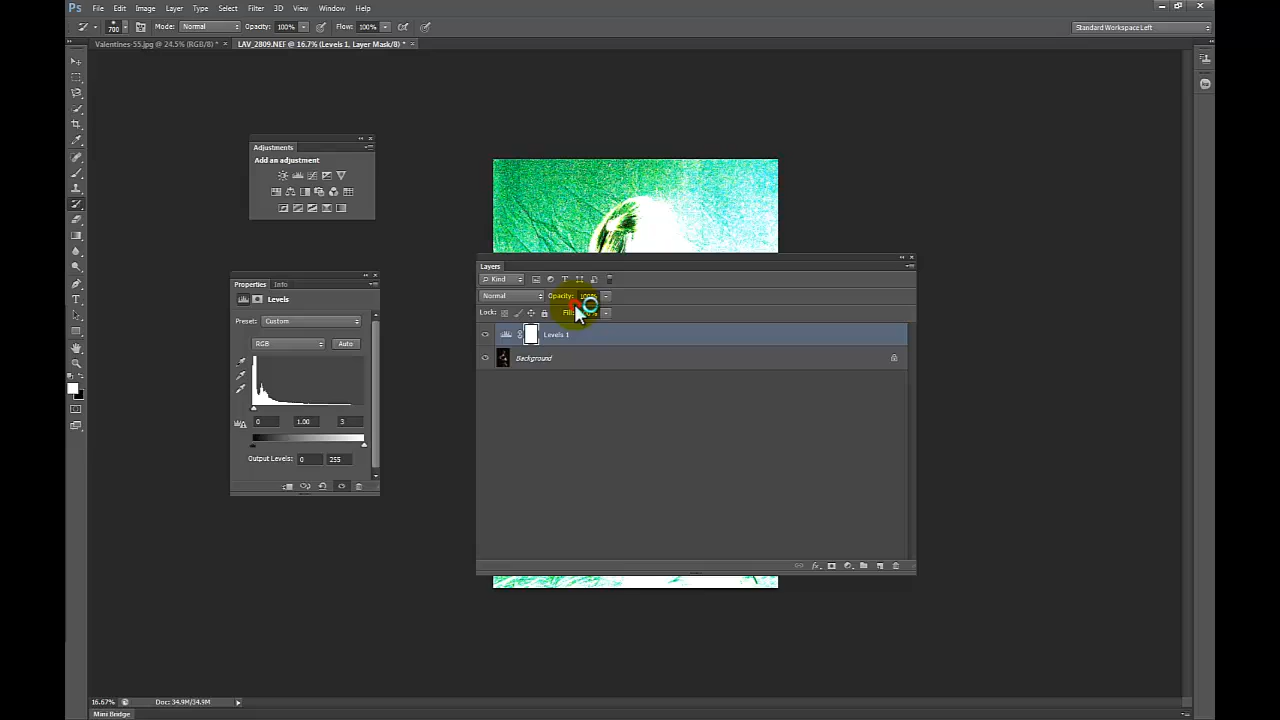 Ps File Edit Image Layer Type Select Filter 3D View Window Help
700 Mode: Normal Opacity: 100% Flow: 100% Standard Workspace Left
Valentines-55.jpg @ 24.5% (RGB/8) * × LAV_2809.NEF @ 16.7% (Levels 1, Layer Mask/8) * ×
Adjustments
Add an adjustment
Layers
Kind
Normal Opacity: 100%
Lock: Fill:
Levels 1
Background
Properties Info
Levels
Preset: Custom
RGB Auto
0 1.00 3
Output Levels: 0 255
16.67% Doc: 34.9M/34.9M
Mini Bridge